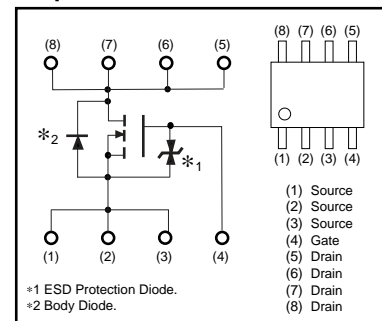 (8) (7) (6) (5)
(8) (7) (6) (5)
∗2
∗1
(1) (2) (3) (4)
(1) (2) (3) (4)
(1) Source
(2) Source
(3) Source
(4) Gate
(5) Drain
(6) Drain
(7) Drain
(8) Drain
∗1 ESD Protection Diode.
∗2 Body Diode.